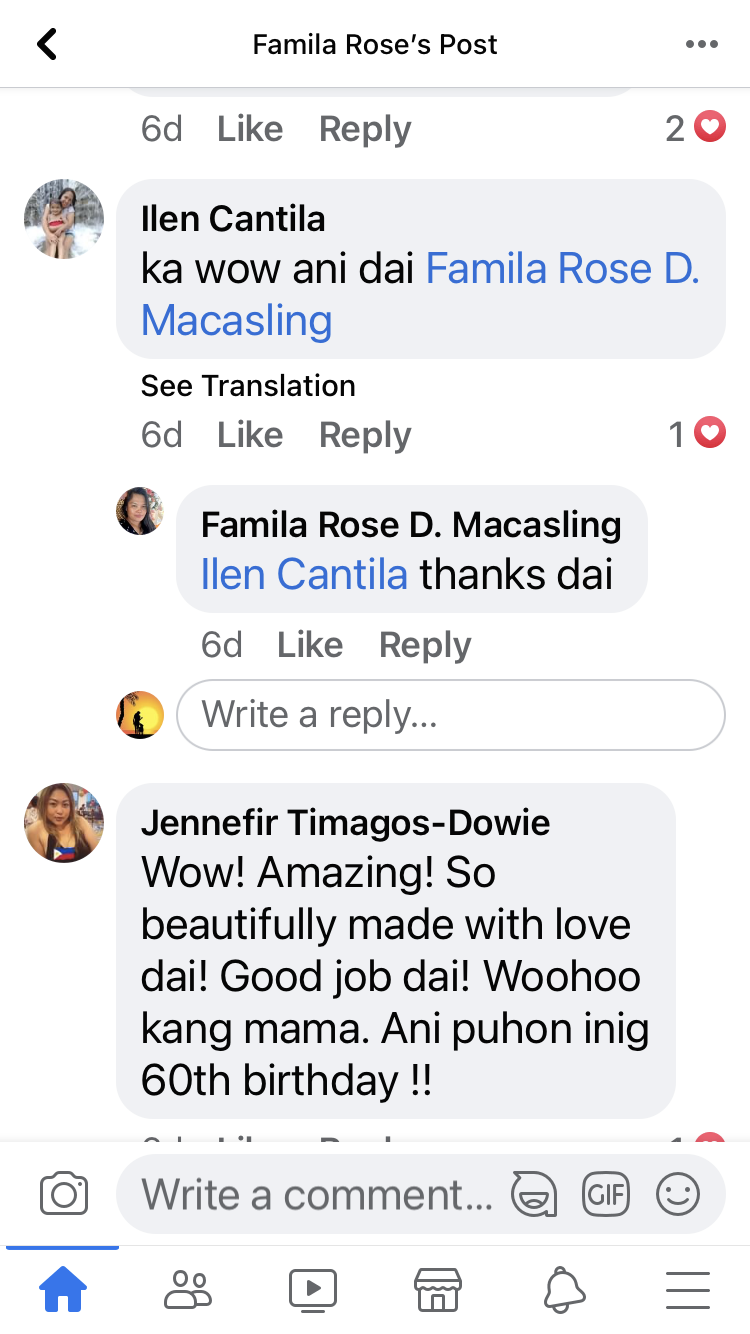 Famila Rose's Post
6d Like Reply 2
Ilen Cantila
ka wow ani dai Famila Rose D.
Macasling
See Translation
6d Like Reply 1
Famila Rose D. Macasling
Ilen Cantila thanks dai
6d Like Reply
Write a reply...
Jennefir Timagos-Dowie
Wow! Amazing! So
beautifully made with love
dai! Good job dai! Woohoo
kang mama. Ani puhon inig
60th birthday !!
Write a comment...
GIF